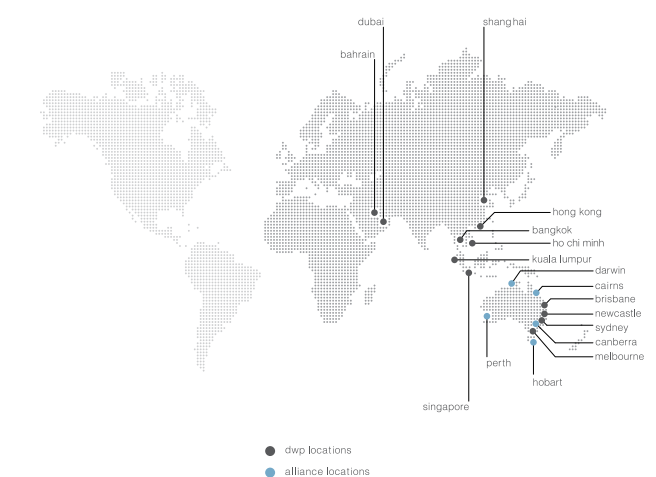 dubai
shanghai
bahrain
hong kong
bangkok
ho chi minh
kuala lumpur
darwin
cairns
brisbane
newcastle
sydney
canberra
melbourne
perth
hobart
singapore
dwp locations
alliance locations